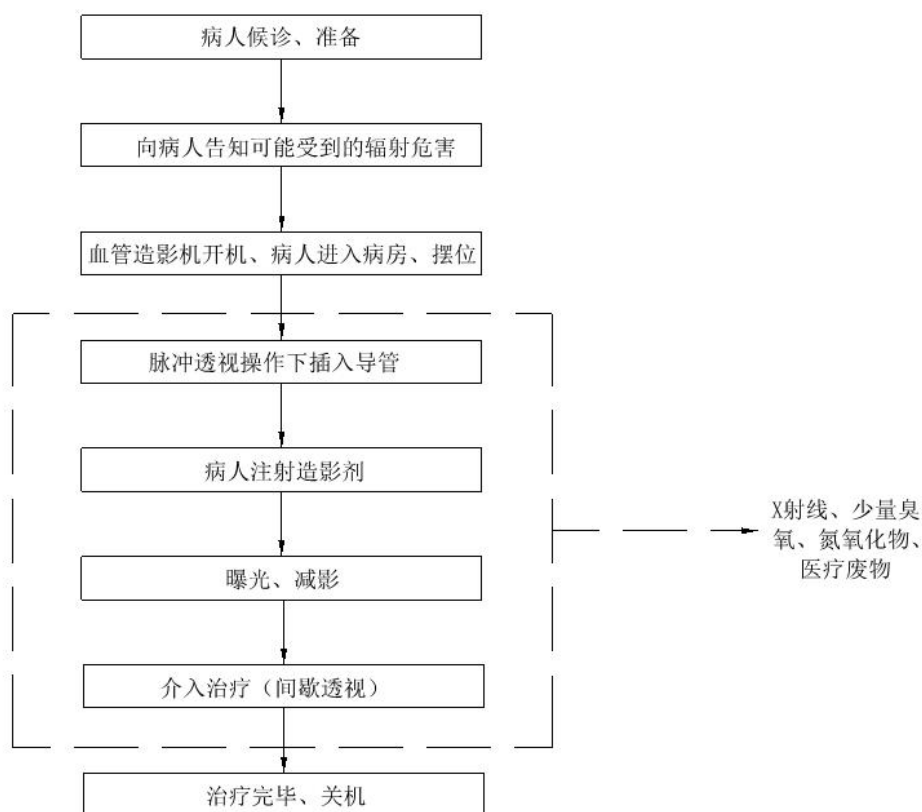 病人候诊、准备
向病人告知可能受到的辐射危害
血管造影机开机、病人进入病房、摆位
脉冲透视操作下插入导管
病人注射造影剂
曝光、减影
介入治疗（间歇透视）
X射线、少量臭
氧、氮氧化物、
医疗废物
治疗完毕、关机